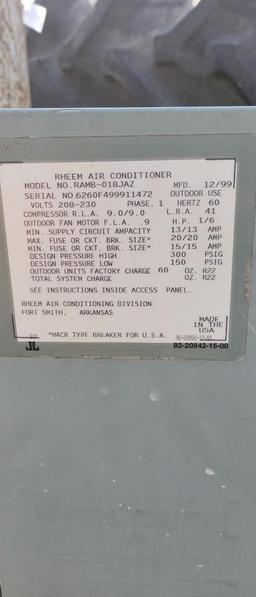 RHEEM AIR CONDITIONER
MODEL NO.RAMB-018JAZ MFD. 12/99
SERIAL NO.6260F499911472 OUTDOOR USE
VOLTS 208-230 PHASE. 1 HERTZ 60
COMPRESSOR R.L.A. 9.0/9.0 L.R.A. 41
OUTDOOR FAN MOTOR F.L.A. .9 H.P. 1/6
MIN. SUPPLY CIRCUIT AMPACITY 13/13 AMP
MAX. FUSE OR CKT. BRK. SIZE* 20/20 AMP
MIN. FUSE OR CKT. BRK. SIZE* 15/15 AMP
DESIGN PRESSURE HIGH 300 PSIG
DESIGN PRESSURE LOW 150 PSIG
OUTDOOR UNITS FACTORY CHARGE 60 OZ. R22
TOTAL SYSTEM CHARGE OZ. R22
SEE INSTRUCTIONS INSIDE ACCESS PANEL.
RHEEM AIR CONDITIONING DIVISION
FORT SMITH. ARKANSAS
MADE
IN THE
USA
*HACR TYPE BREAKER FOR U.S.A.
92-20842-15-00